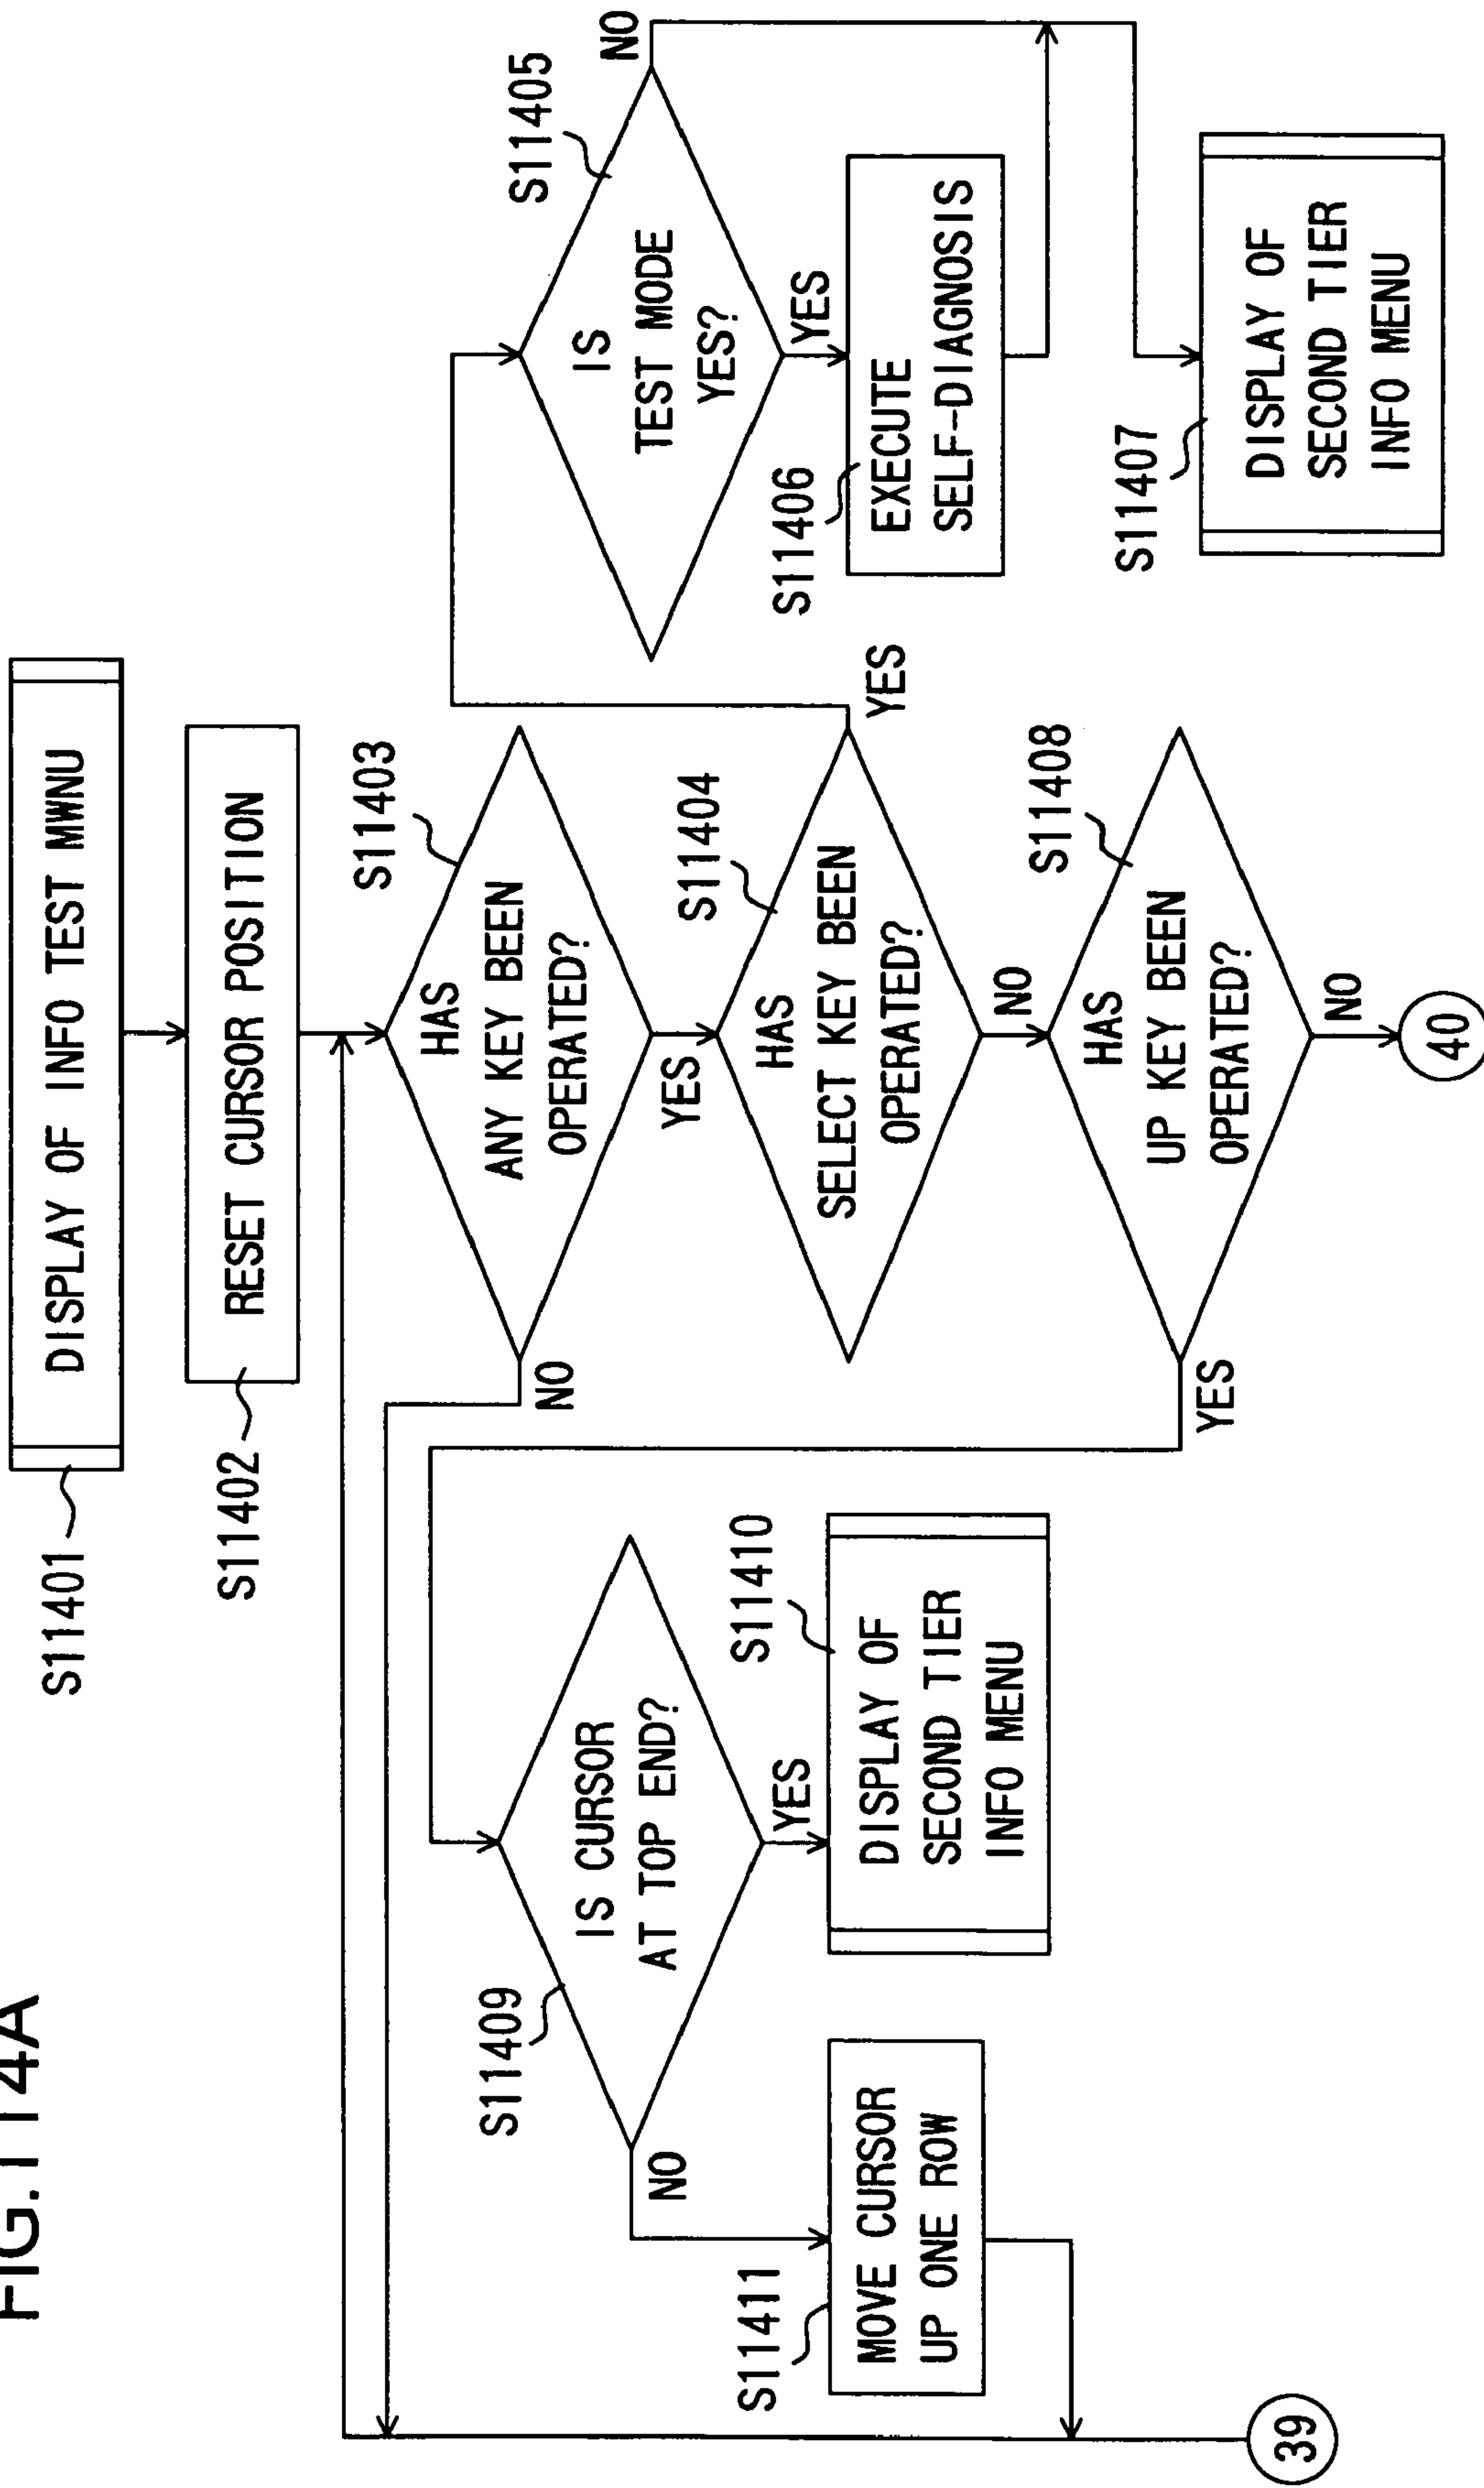 FIG.114A
S11401
DISPLAY OF INFO TEST MWNU
S11402
RESET CURSOR POSITION
S11403
HAS
ANY KEY BEEN
OPERATED?
NO
YES
S11404
HAS
SELECT KEY BEEN
OPERATED?
YES
NO
S11405
IS
TEST MODE
YES?
NO
YES
S11406
EXECUTE
SELF-DIAGNOSIS
S11407
DISPLAY OF
SECOND TIER
INFO MENU
S11408
HAS
UP KEY BEEN
OPERATED?
YES
NO
40
S11409
IS CURSOR
AT TOP END?
NO
YES
S11410
DISPLAY OF
SECOND TIER
INFO MENU
S11411
MOVE CURSOR
UP ONE ROW
39